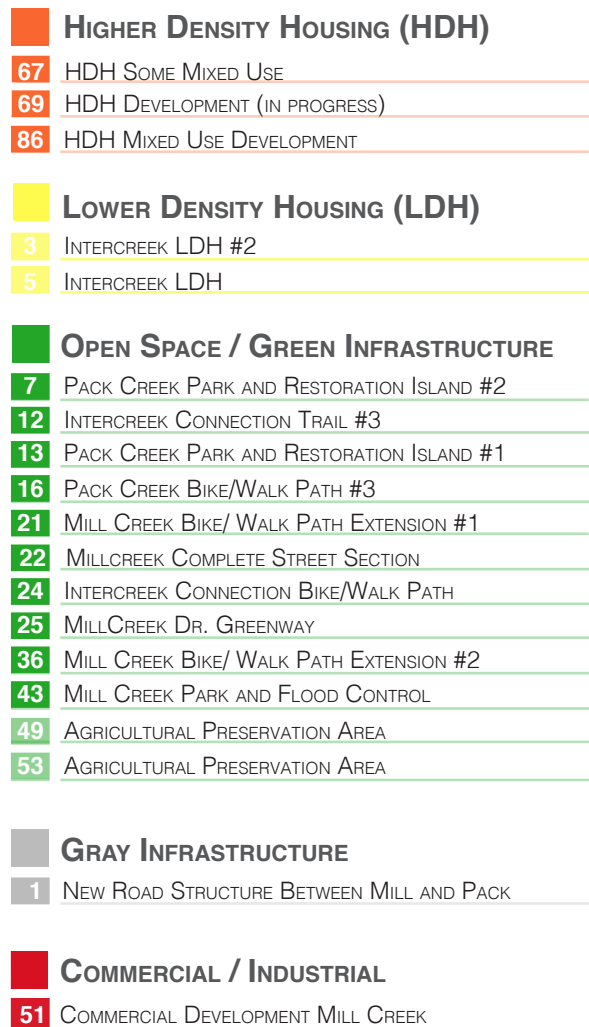 Higher Density Housing (HDH)
67 HDH Some Mixed Use
69 HDH Development (in progress)
86 HDH Mixed Use Development
Lower Density Housing (LDH)
3 Intercreek LDH #2
5 Intercreek LDH
Open Space / Green Infrastructure
7 Pack Creek Park and Restoration Island #2
12 Intercreek Connection Trail #3
13 Pack Creek Park and Restoration Island #1
16 Pack Creek Bike/Walk Path #3
21 Mill Creek Bike/ Walk Path Extension #1
22 Millcreek Complete Street Section
24 Intercreek Connection Bike/Walk Path
25 MillCreek Dr. Greenway
36 Mill Creek Bike/ Walk Path Extension #2
43 Mill Creek Park and Flood Control
49 Agricultural Preservation Area
53 Agricultural Preservation Area
Gray Infrastructure
1 New Road Structure Between Mill and Pack
Commercial / Industrial
51 Commercial Development Mill Creek